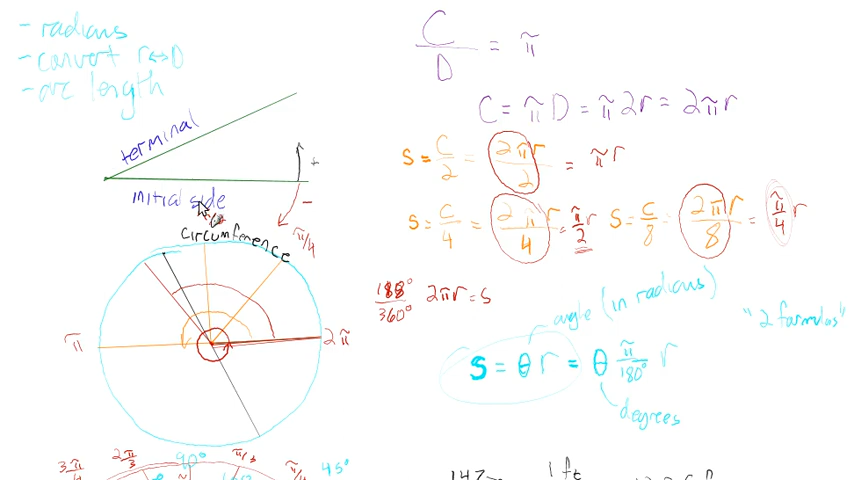 - radians
- convert r↔D
- arc length
C/D = π
C = πD = π2r = 2πr
terminal
initial side
+
-
π/4
circumference
S = C/2 = 2πr/2 = πr
S = C/4 = 2πr/4 = π/2 r
S = C/8 = 2πr/8 = π/4 r
180°/360° 2πr = s
angle (in radians)
"2 formulas"
S = θ r = θ π/180° r
degrees
π
2π
3π/4
2π/3
90°
π/3
π/4
45°
1 ft